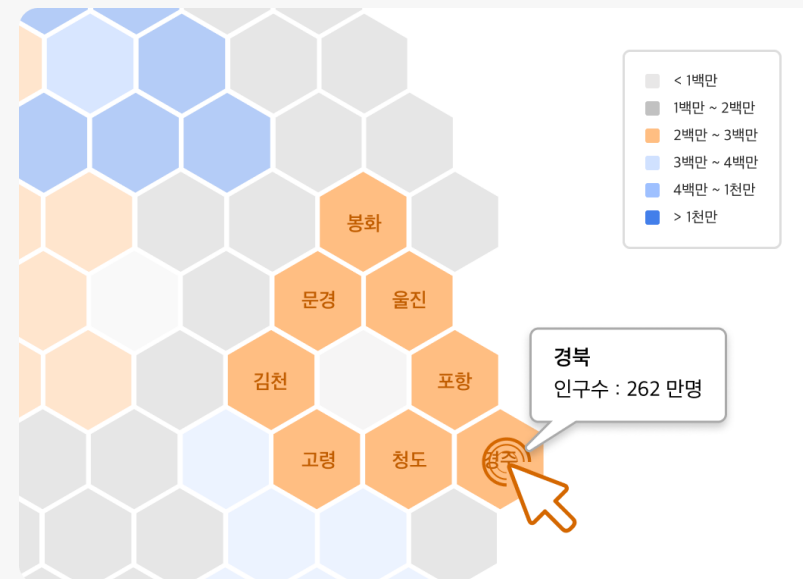 < 1백만
1백만 ~ 2백만
2백만 ~ 3백만
3백만 ~ 4백만
4백만 ~ 1천만
> 1천만
봉화
문경
울진
김천
포항
경북
인구수 : 262 만명
고령
청도
경주